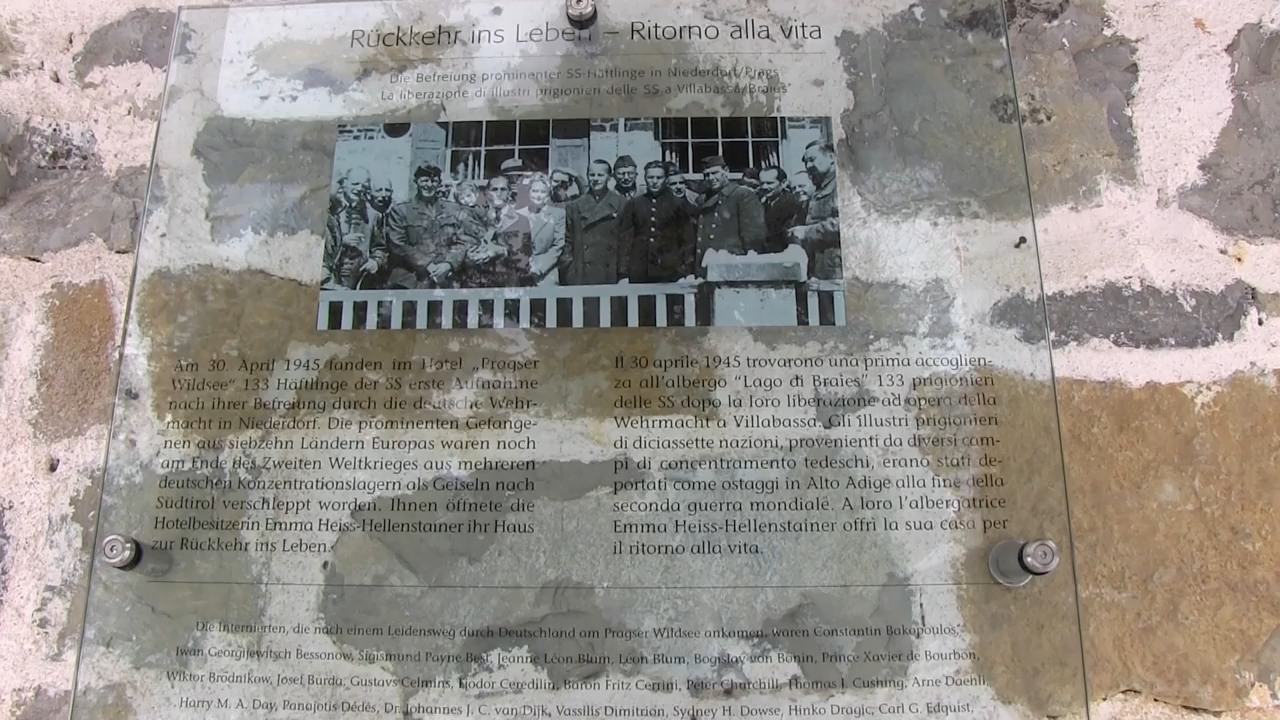 Rückkehr ins Leben – Ritorno alla vita
Die Befreiung prominenter SS-Häftlinge in Niederdorf/Prags
La liberazione di illustri prigionieri delle SS a Villabassa/Braies
Am 30. April 1945 fanden im Hotel „Pragser
Wildsee“ 133 Häftlinge der SS erste Aufnahme
nach ihrer Befreiung durch die deutsche Wehr-
macht in Niederdorf. Die prominenten Gefange-
nen aus siebzehn Ländern Europas waren noch
am Ende des Zweiten Weltkrieges aus mehreren
deutschen Konzentrationslagern als Geiseln nach
Südtirol verschleppt worden. Ihnen öffnete die
Hotelbesitzerin Emma Heiss-Hellenstainer ihr Haus
zur Rückkehr ins Leben.
Il 30 aprile 1945 trovarono una prima accoglien-
za all’albergo “Lago di Braies” 133 prigionieri
delle SS dopo la loro liberazione ad opera della
Wehrmacht a Villabassa. Gli illustri prigionieri
di diciassette nazioni, provenienti da diversi cam-
pi di concentramento tedeschi, erano stati de-
portati come ostaggi in Alto Adige alla fine della
seconda guerra mondiale. A loro l’albergatrice
Emma Heiss-Hellenstainer offrì la sua casa per
il ritorno alla vita.
Die Internierten, die nach einem Leidensweg durch Deutschland am Pragser Wildsee ankamen, waren Constantin Bakopoulos,
Iwan Georgijewitsch Bessonow, Sigismund Payne Best, Jeanne Léon Blum, Léon Blum, Bogislav von Bonin, Prince Xavier de Bourbon,
Wiktor Brodnikow, Josef Burda, Gustavs Celmins, Fjodor Ceredilin, Baron Fritz Cerrini, Peter Churchill, Thomas J. Cushing, Arne Daehli,
Harry M. A. Day, Panajotis Dédés, Dr. Johannes J. C. van Dijk, Vassilis Dimitrion, Sydney H. Dowse, Hinko Dragic, Carl G. Edquist,